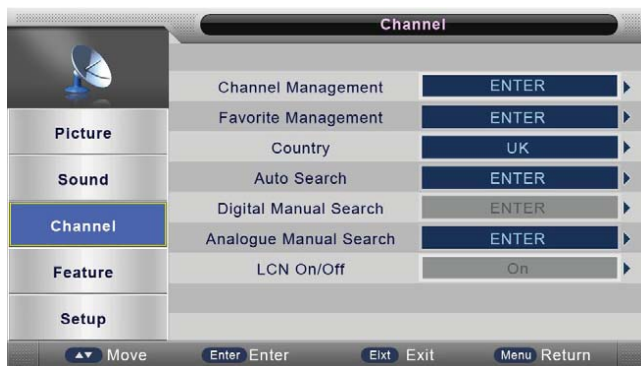 Channel
Channel Management ENTER
Favorite Management ENTER
Country UK
Auto Search ENTER
Digital Manual Search ENTER
Analogue Manual Search ENTER
LCN On/Off On
Picture
Sound
Channel
Feature
Setup
Move Enter Enter Eixt Exit Menu Return